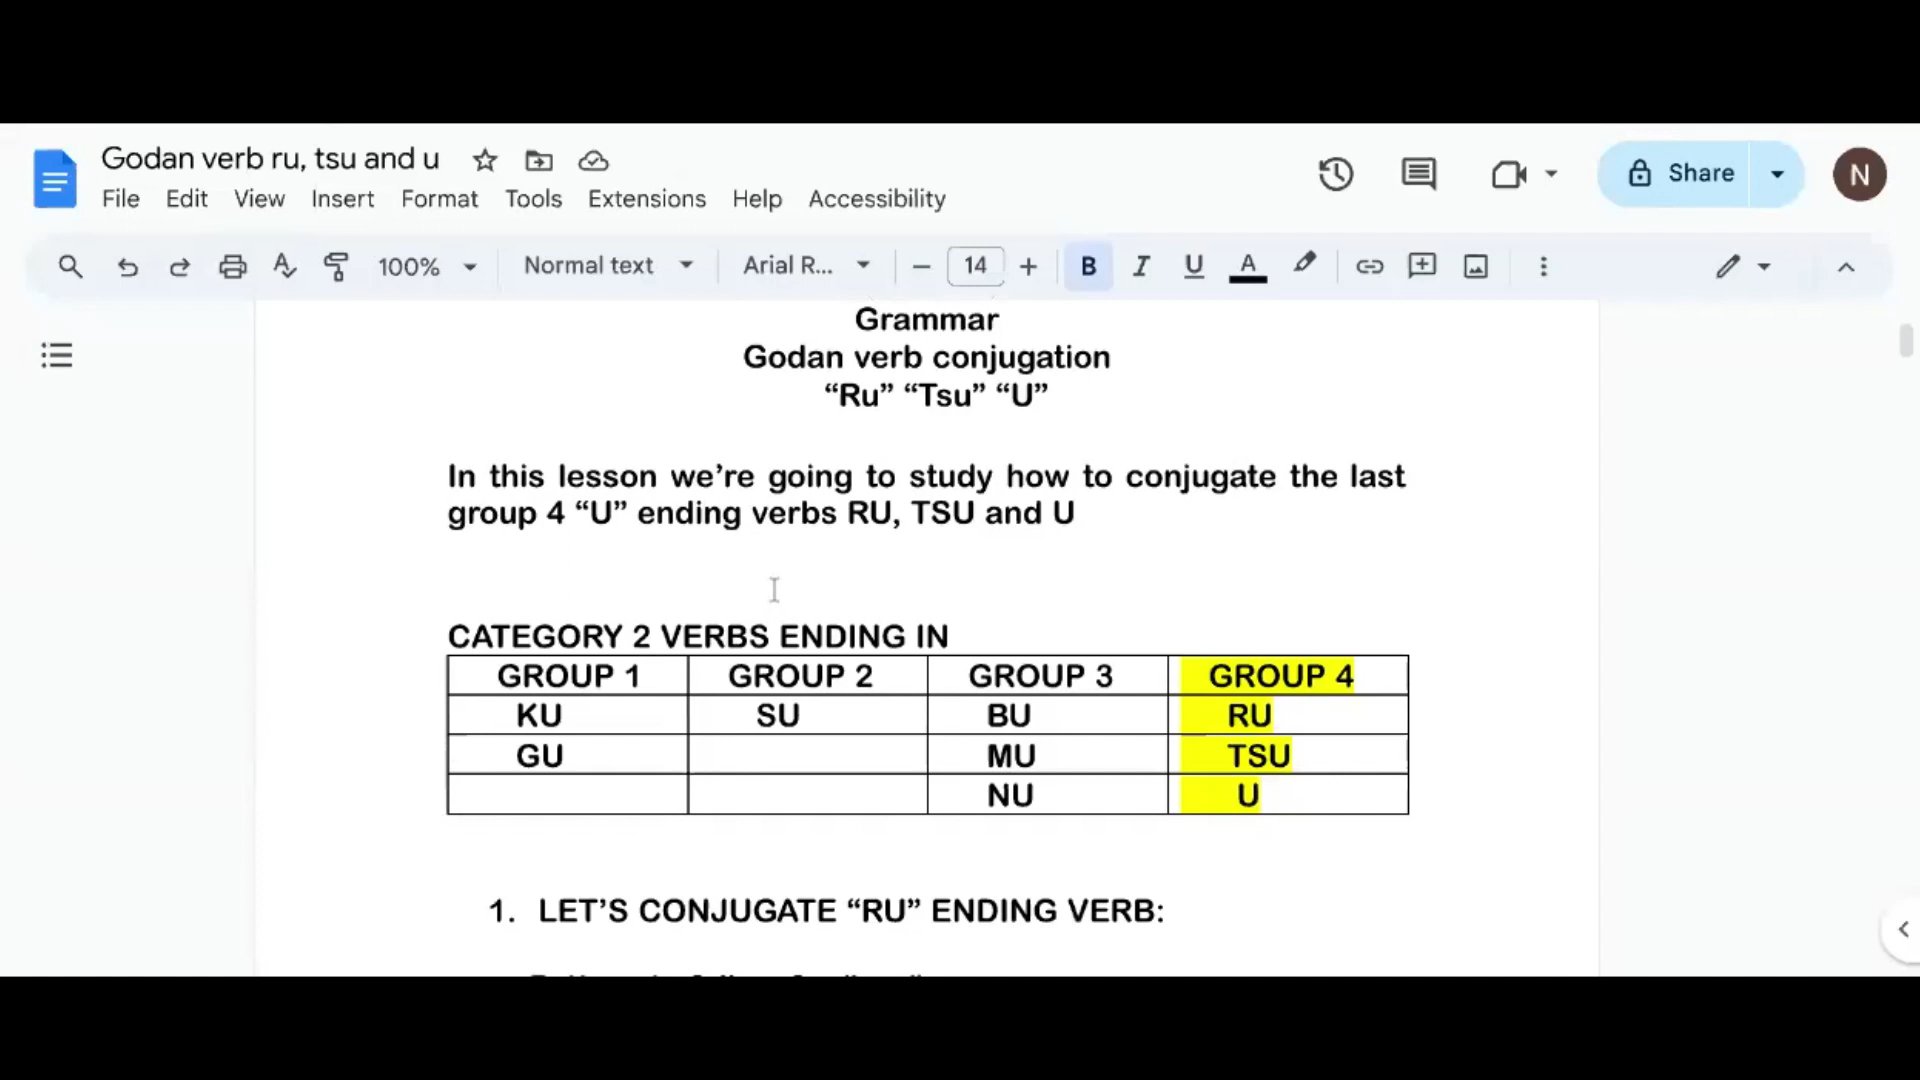 Godan verb ru, tsu and u
File Edit View Insert Format Tools Extensions Help Accessibility
Share
N
100% Normal text Arial R... 14 B I U A
Grammar
Godan verb conjugation
“Ru” “Tsu” “U”
In this lesson we’re going to study how to conjugate the last
group 4 “U” ending verbs RU, TSU and U
CATEGORY 2 VERBS ENDING IN
GROUP 1 GROUP 2 GROUP 3 GROUP 4
KU SU BU RU
GU MU TSU
NU U
1. LET’S CONJUGATE “RU” ENDING VERB: